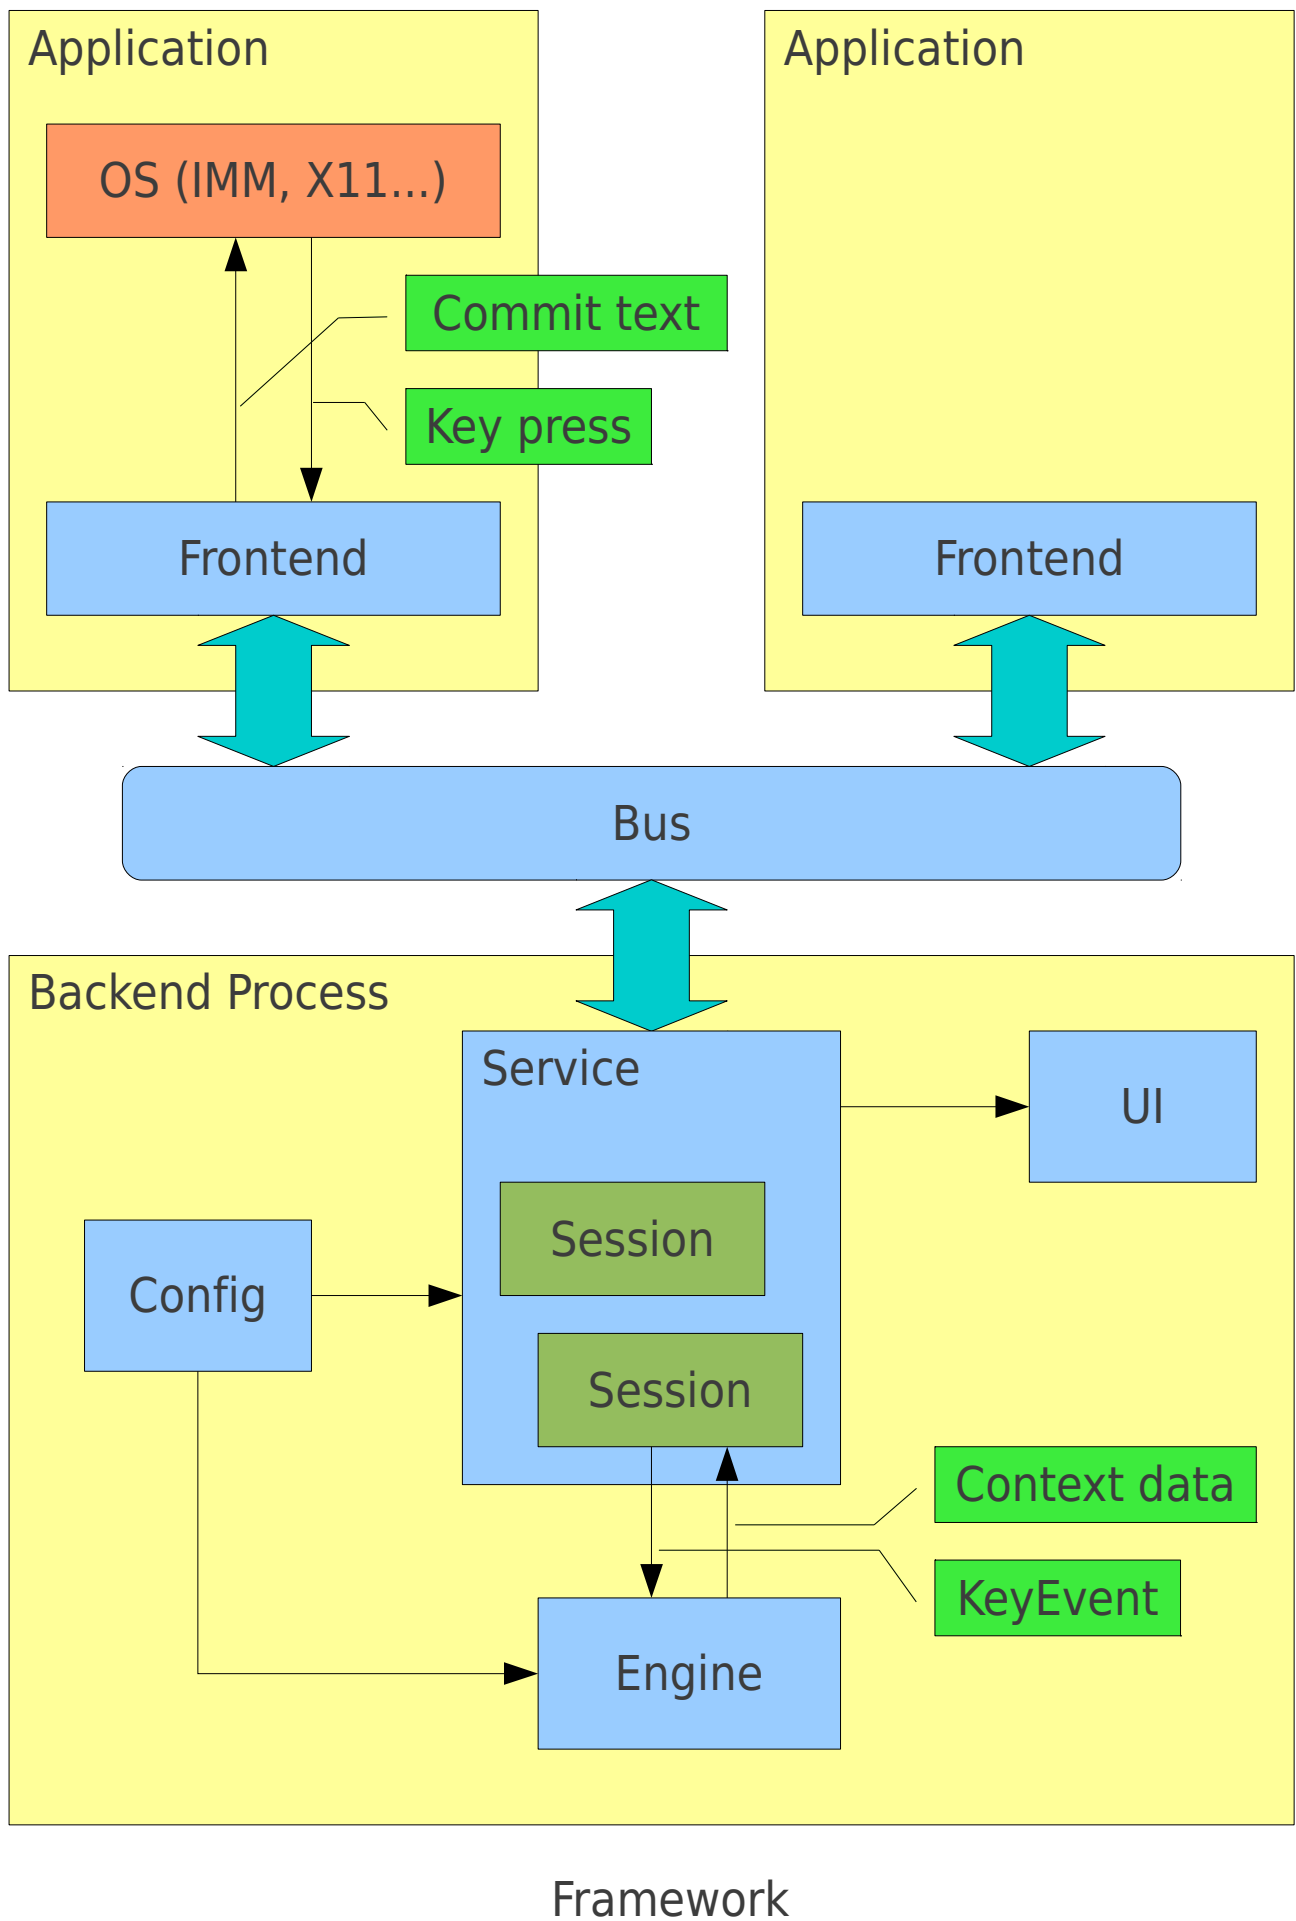 Application
Application
OS (IMM, X11...)
Commit text
Key press
Frontend
Frontend
Bus
Backend Process
Service
UI
Session
Config
Session
Context data
KeyEvent
Engine
Framework